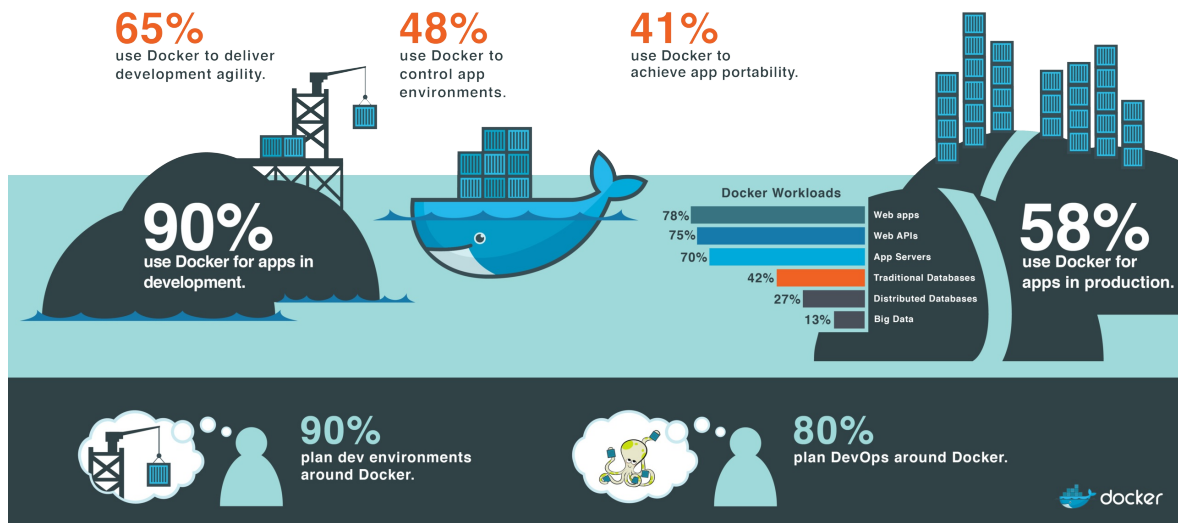 65%
use Docker to deliver
development agility.
48%
use Docker to
control app
environments.
41%
use Docker to
achieve app portability.
90%
use Docker for apps in
development.
Docker Workloads
78% Web apps
75% Web APIs
70% App Servers
42% Traditional Databases
27% Distributed Databases
13% Big Data
58%
use Docker for
apps in production.
90%
plan dev environments
around Docker.
80%
plan DevOps around Docker.
docker